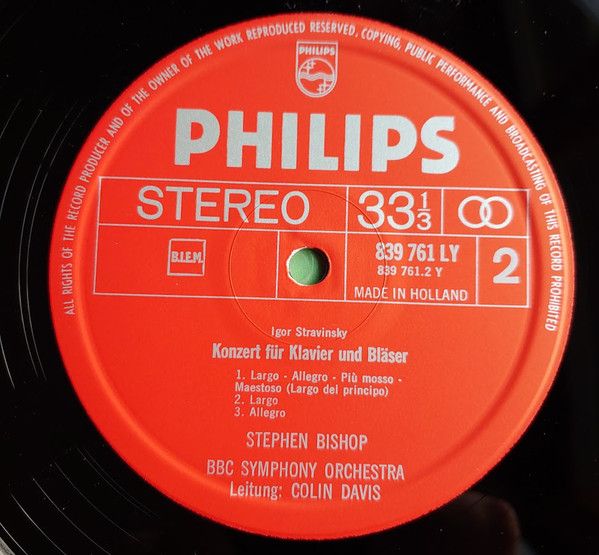 ALL RIGHTS OF THE RECORD PRODUCER AND OF THE OWNER OF THE WORK REPRODUCED RESERVED, COPYING, PUBLIC PERFORMANCE AND BROADCASTING OF THIS RECORD PROHIBITED
PHILIPS
PHILIPS
STEREO 33 1/3
B.I.E.M. 839 761 LY 2
839 761.2 Y
MADE IN HOLLAND
Igor Stravinsky
Konzert für Klavier und Bläser
1. Largo - Allegro - Più mosso -
Maestoso (Largo del principo)
2. Largo
3. Allegro
STEPHEN BISHOP
BBC SYMPHONY ORCHESTRA
Leitung: COLIN DAVIS